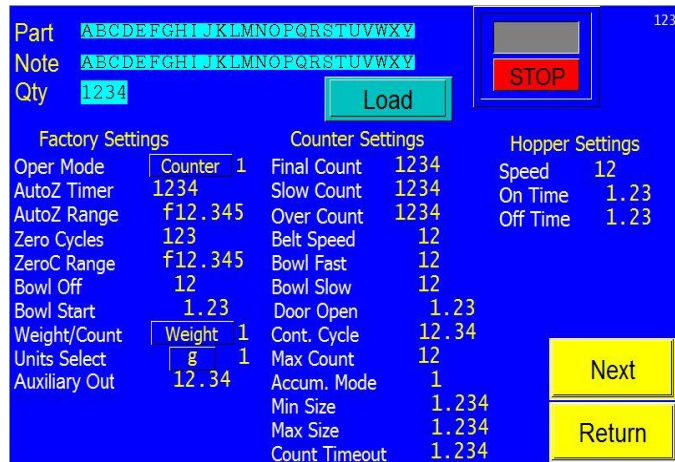 123
Part ABCDEFGHIJKLMNOPQRSTUVWXY
Note ABCDEFGHIJKLMNOPQRSTUVWXY
Qty 1234
Load
STOP
Factory Settings
Oper Mode Counter 1
AutoZ Timer 1234
AutoZ Range f12.345
Zero Cycles 123
ZeroC Range f12.345
Bowl Off 12
Bowl Start 1.23
Weight/Count Weight 1
Units Select g 1
Auxiliary Out 12.34
Counter Settings
Final Count 1234
Slow Count 1234
Over Count 1234
Belt Speed 12
Bowl Fast 12
Bowl Slow 12
Door Open 1.23
Cont. Cycle 12.34
Max Count 12
Accum. Mode 1
Min Size 1.234
Max Size 1.234
Count Timeout 1.234
Hopper Settings
Speed 12
On Time 1.23
Off Time 1.23
Next
Return